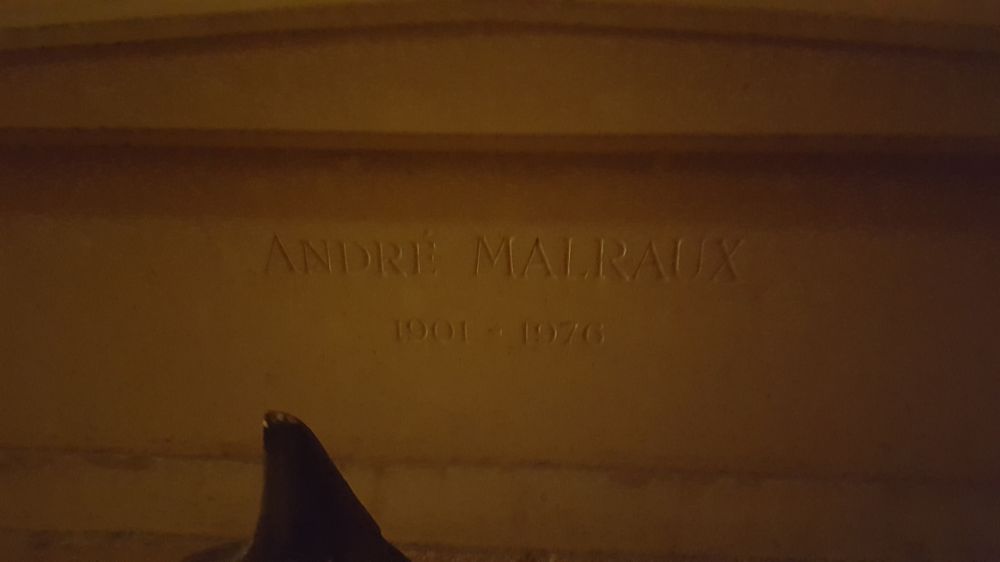 ANDRÉ MALRAUX
1901 - 1976